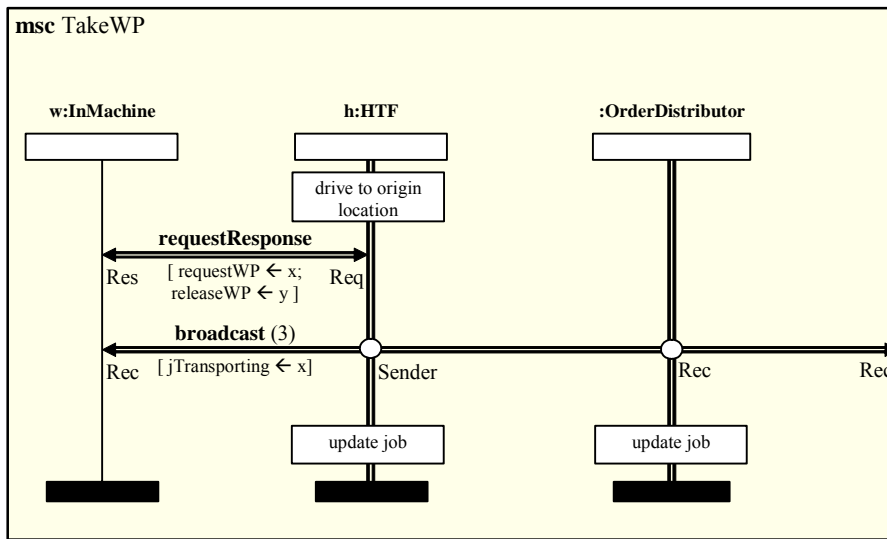 msc TakeWP
w:InMachine h:HTF :OrderDistributor
drive to origin
location
requestResponse
Res [ requestWP ← x; Req
releaseWP ← y ]
broadcast (3)
Rec [ jTransporting ← x] Sender Rec Rec
update job update job